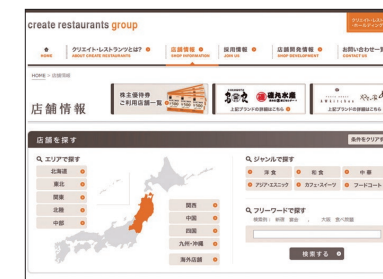 create restaurants group
HOME
クリエイト・レストランツとは?
ABOUT CREATE RESTAURANTS
店舗情報
SHOP INFORMATION
採用情報
JOIN US
店舗開発情報
SHOP DEVELOPMENT
お問い合わせ一覧
CONTACT US
HOME > 店舗情報
店舗情報
株主優待券
ご利用店舗一覧
磯丸水産
上記ブランドの詳細はこちら
上記ブランドの詳細はこちら
店舗を探す
条件をクリアす
エリアで探す
北海道
東北
関東
北陸
中部
関西
中国
四国
九州・沖縄
海外店舗
ジャンルで探す
洋食
和食
中華
アジア・エスニック
カフェ・スイーツ
フードコート
フリーワードで探す
検索する